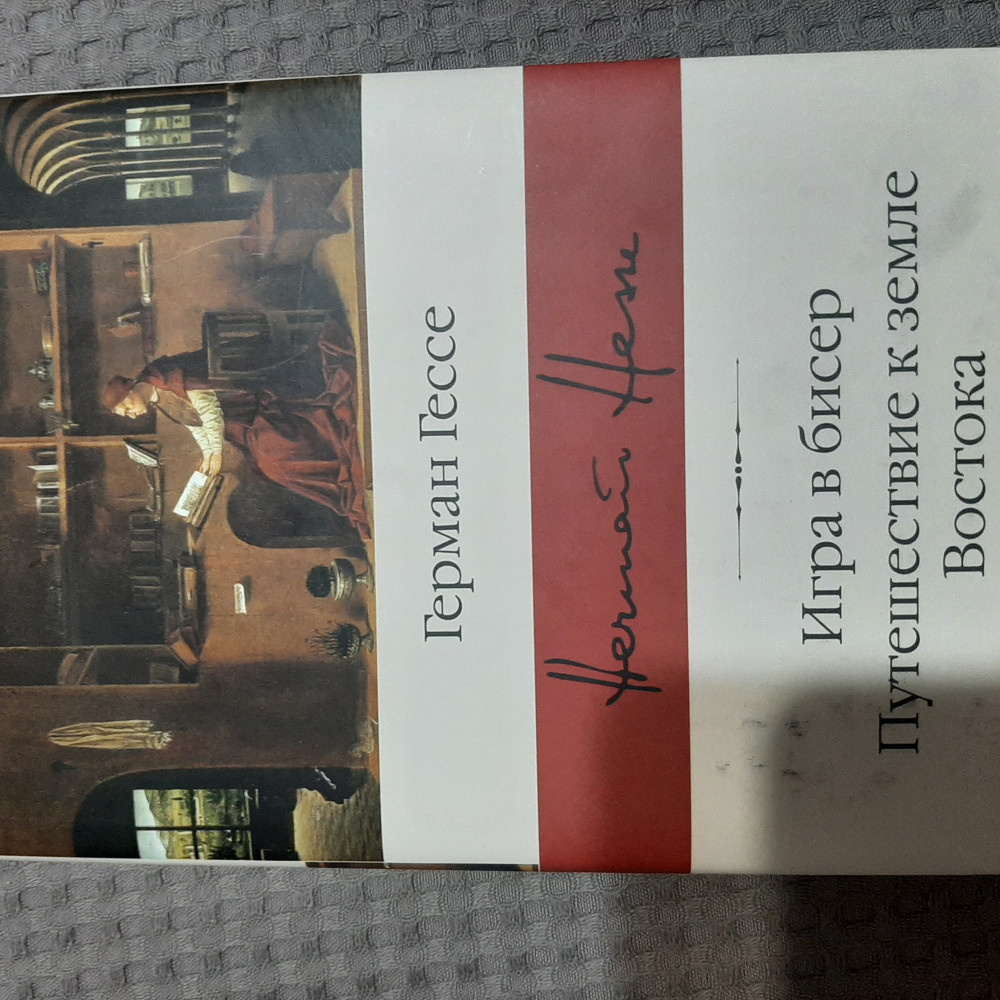 Герман Гессе
Hermann Hesse
Игра в бисер
Путешествие к земле
Востока